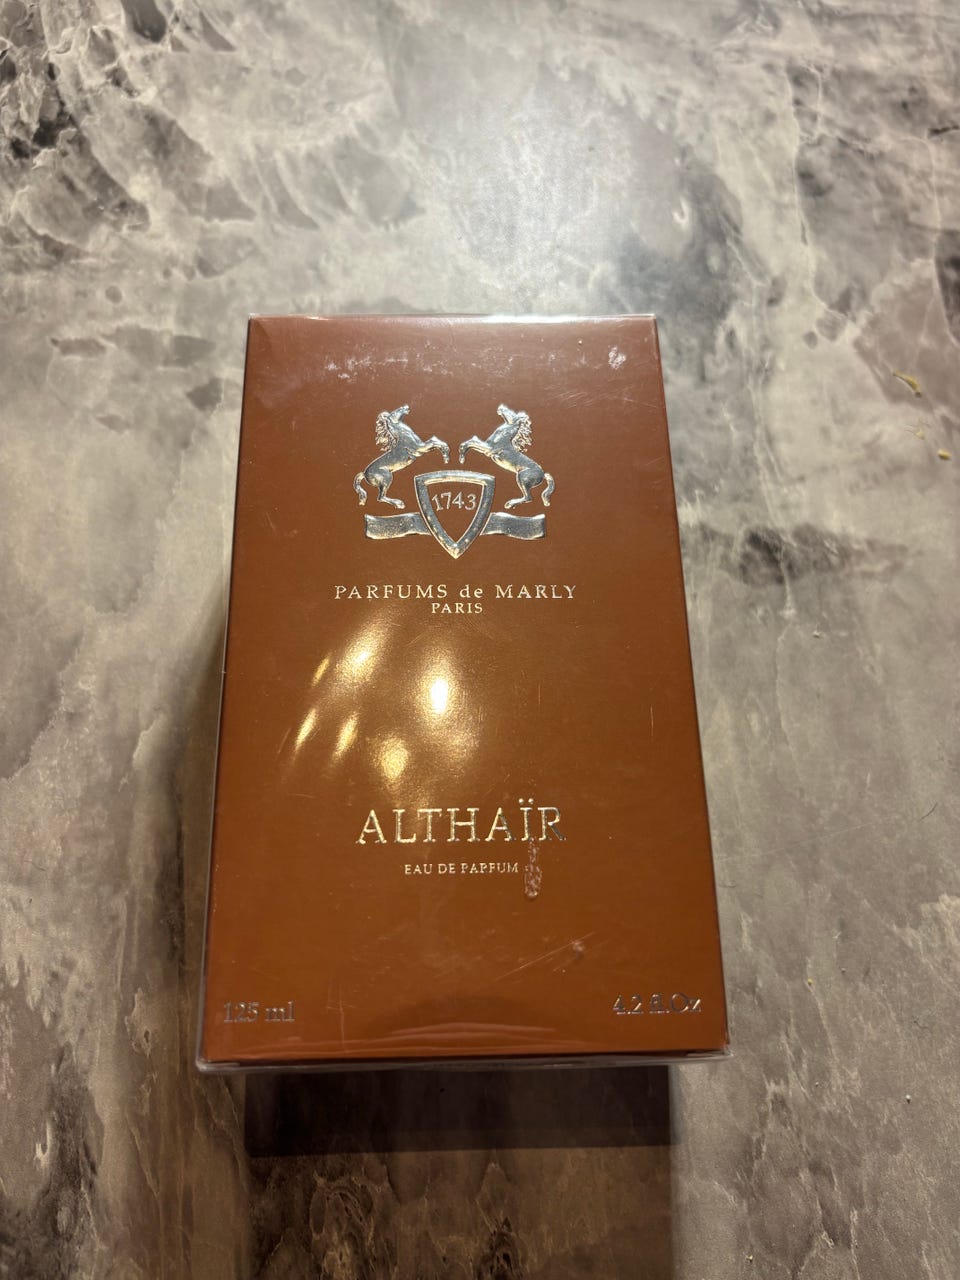 1743
PARFUMS de MARLY
PARIS
ALTHAÏR
EAU DE PARFUM
125 ml
4.2 fl.Oz